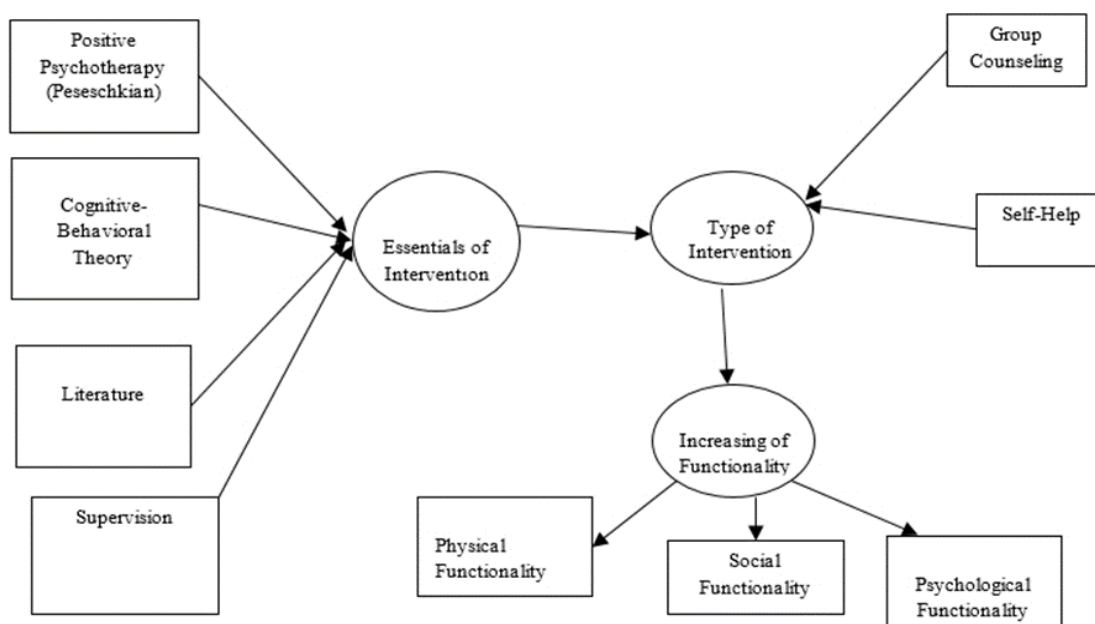 Positive
Psychotherapy
(Peseschkian)
Cognitive-
Behavioral
Theory
Literature
Supervision
Essentials of
Intervention
Type of
Intervention
Group
Counseling
Self-Help
Increasing of
Functionality
Physical
Functionality
Social
Functionality
Psychological
Functionality